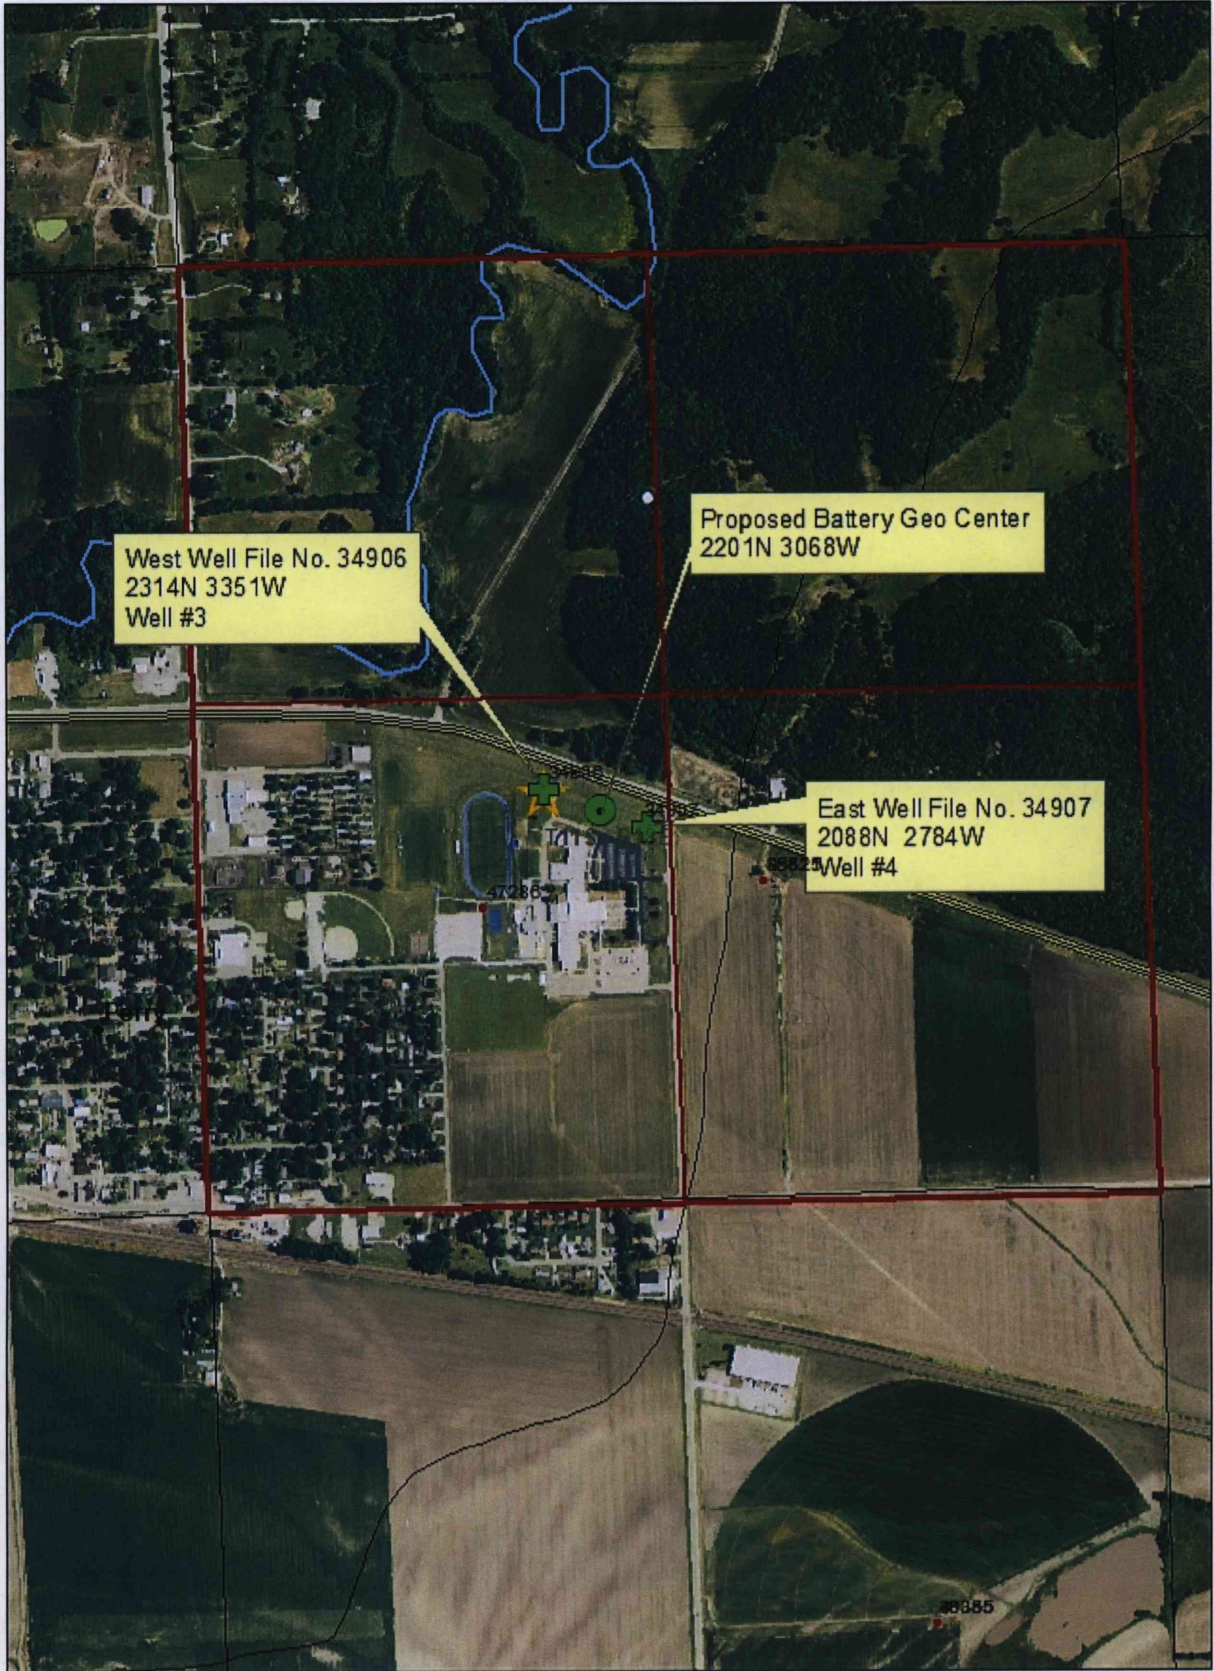 Proposed Battery Geo Center
2201N 3068W
West Well File No. 34906
2314N 3351W
Well #3
East Well File No. 34907
2088N 2784W
Well #4
47286
Perry